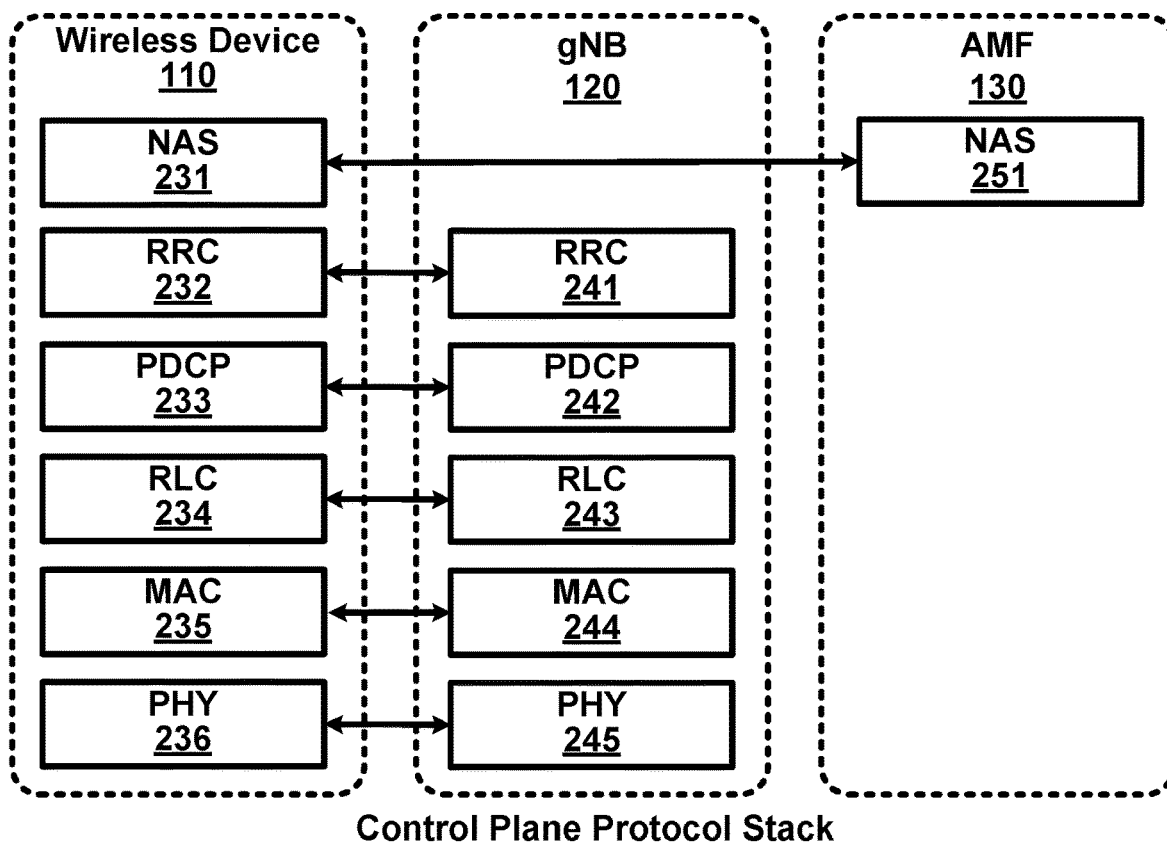 Wireless Device
110
gNB
120
AMF
130
NAS
231
NAS
251
RRC
232
RRC
241
PDCP
233
PDCP
242
RLC
234
RLC
243
MAC
235
MAC
244
PHY
236
PHY
245
Control Plane Protocol Stack